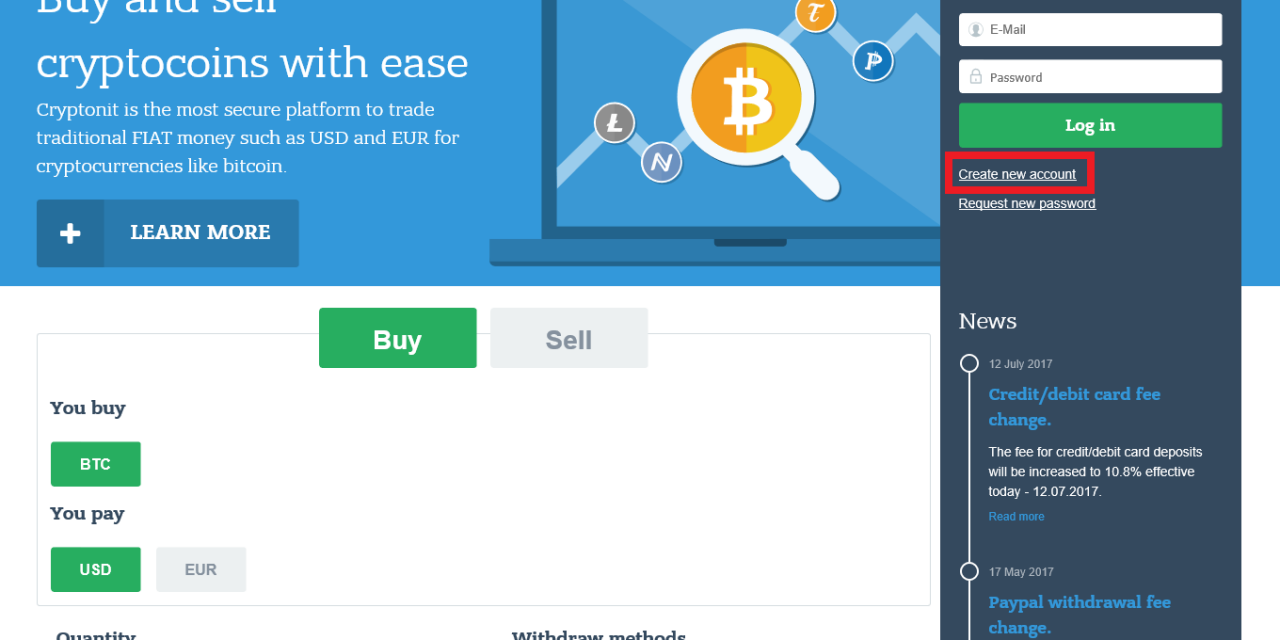 Buy and sell
cryptocoins with ease
Cryptonit is the most secure platform to trade
traditional FIAT money such as USD and EUR for
cryptocurrencies like bitcoin.
LEARN MORE
E-Mail
Password
Log in
Create new account
Request new password
Buy
Sell
You buy
BTC
You pay
USD
EUR
Quantity
Withdraw methods
News
12 July 2017
Credit/debit card fee
change.
The fee for credit/debit card deposits
will be increased to 10.8% effective
today - 12.07.2017.
Read more
17 May 2017
Paypal withdrawal fee
change.